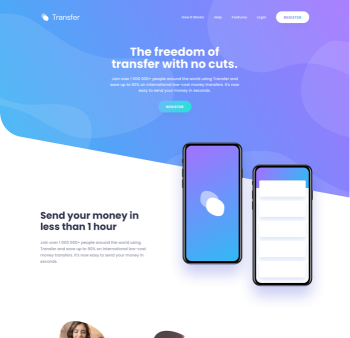 Transfer
How it Works
Help
Features
Login
REGISTER
The freedom of
transfer with no cuts.
Join over 1 000 000+ people around the world using Transfer and
save up to 90% on international low-cost money transfers. It's now
easy to send your money in seconds.
REGISTER
Send your money in
less than 1 hour
Join over 1 000 000+ people around the world using
Transfer and save up to 90% on international low-cost
money transfers. It's now easy to send your money in
seconds.